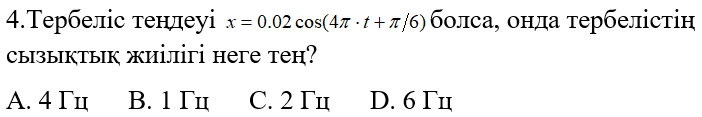 4.Тербеліс теңдеуі x = 0.02 cos(4π · t + π/6) болса, онда тербелістің
сызықтық жиілігі неге тең?
А. 4 Гц В. 1 Гц С. 2 Гц D. 6 Гц